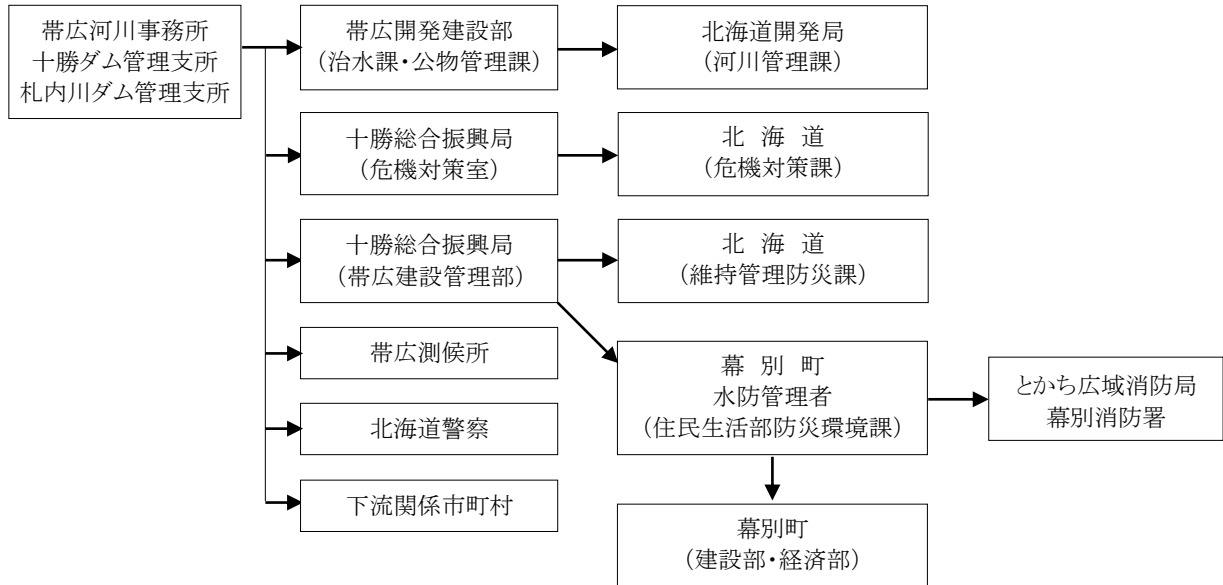 帯広河川事務所
十勝ダム管理支所
札内川ダム管理支所
帯広開発建設部
（治水課・公物管理課）
北海道開発局
（河川管理課）
十勝総合振興局
（危機対策室）
北 海 道
（危機対策課）
十勝総合振興局
（帯広建設管理部）
北 海 道
（維持管理防災課）
帯広測候所
幕 別 町
水防管理者
（住民生活部防災環境課）
とかち広域消防局
幕別消防署
北海道警察
下流関係市町村
幕別町
（建設部・経済部）